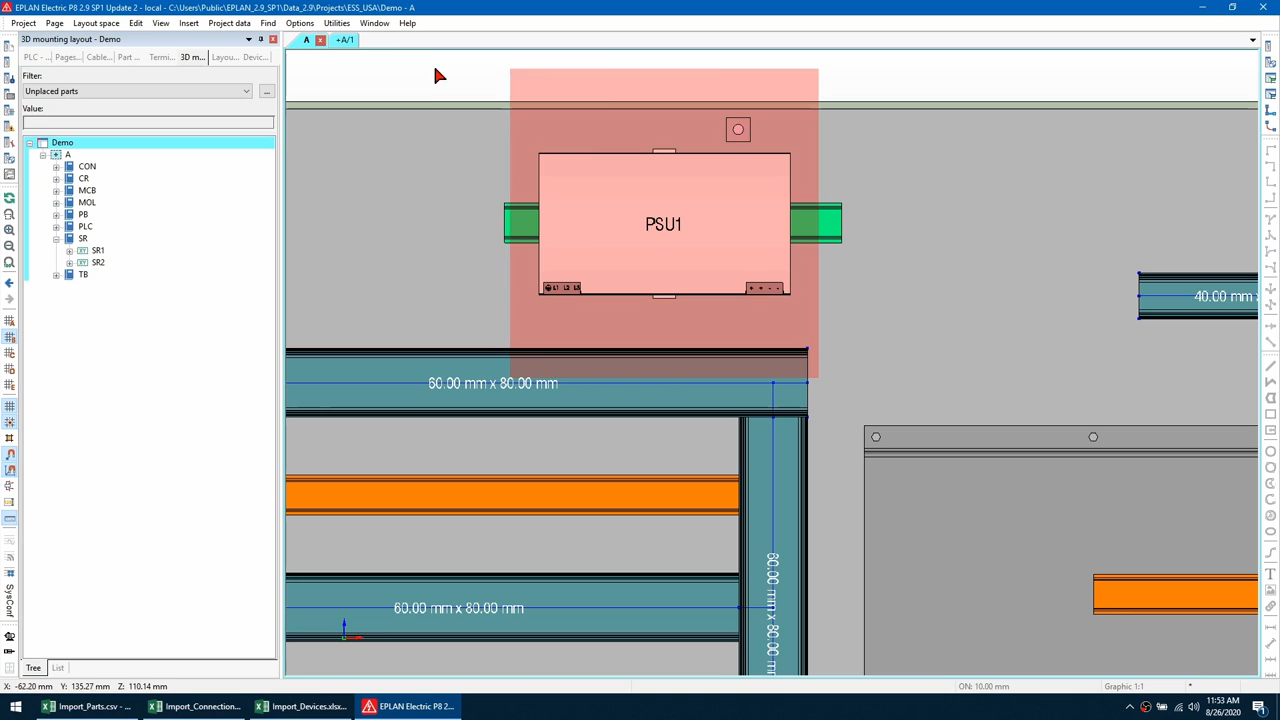 EPLAN Electric P8 2.9 SP1 Update 2 - local - C:\Users\Public\EPLAN_2.9_SP1\Data_2.9\Projects\ESS_USA\Demo - A
Project Page Layout space Edit View Insert Project data Find Options Utilities Window Help
3D mounting layout - Demo
PLC - ... Pages... Cable... Part ... Termi... 3D m... Layou... Devic...
A
+A/1
Filter:
Unplaced parts
...
Value:
Demo
A
CON
CR
MCB
MOL
PB
PLC
SR
SR1
SR2
TB
PSU1
L1 L2 L3
+ + - -
40.00 mm x
60.00 mm x 80.00 mm
60.00 mm x 80.00 mm
60.00 mm x 80.00 mm
SysConf
Tree List
X: -62.20 mm Y: 135.27 mm Z: 110.14 mm
ON: 10.00 mm
Graphic 1:1
*
Import_Parts.csv - ...
Import_Connection...
Import_Devices.xlsx...
EPLAN Electric P8 2...
11:53 AM
8/26/2020